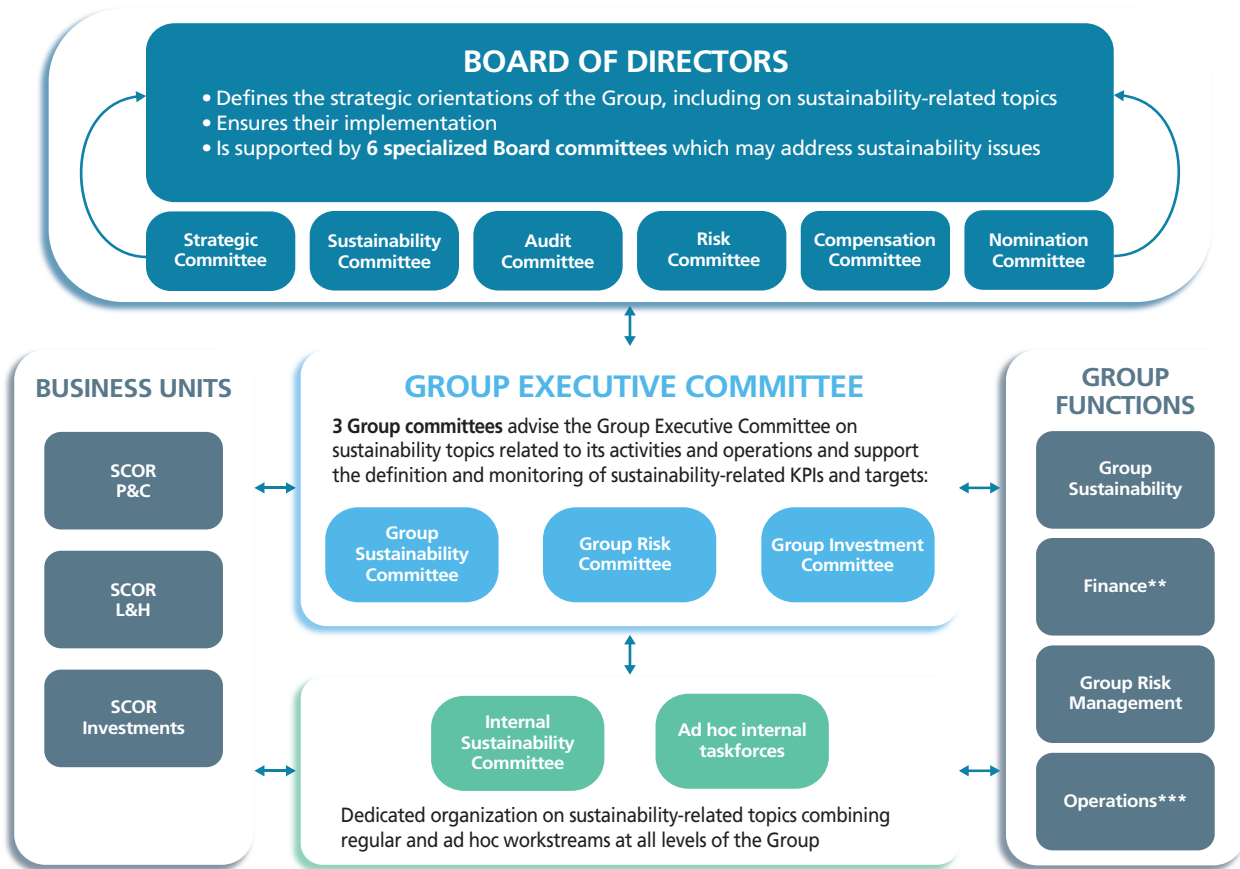 BOARD OF DIRECTORS
• Defines the strategic orientations of the Group, including on sustainability-related topics
• Ensures their implementation
• Is supported by 6 specialized Board committees which may address sustainability issues
Strategic
Committee
Sustainability
Committee
Audit
Committee
Risk
Committee
Compensation
Committee
Nomination
Committee
BUSINESS UNITS
SCOR
P&C
SCOR
L&H
SCOR
Investments
GROUP EXECUTIVE COMMITTEE
3 Group committees advise the Group Executive Committee on
sustainability topics related to its activities and operations and support
the definition and monitoring of sustainability-related KPIs and targets:
Group
Sustainability
Committee
Group Risk
Committee
Group Investment
Committee
Internal
Sustainability
Committee
Ad hoc internal
taskforces
Dedicated organization on sustainability-related topics combining
regular and ad hoc workstreams at all levels of the Group
GROUP
FUNCTIONS
Group
Sustainability
Finance**
Group Risk
Management
Operations***